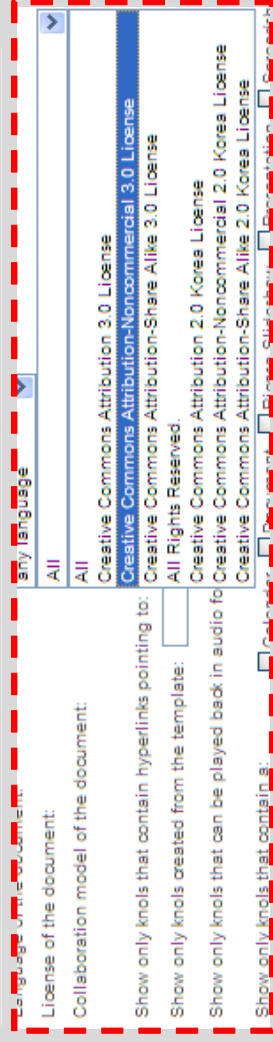 Language of the document:
any language
License of the document:
All
Collaboration model of the document:
All
Creative Commons Attribution 3.0 License
Creative Commons Attribution-Noncommercial 3.0 License
Show only knols that contain hyperlinks pointing to:
Creative Commons Attribution-Share Alike 3.0 License
Show only knols created from the template:
All Rights Reserved.
Creative Commons Attribution 2.0 Korea License
Show only knols that can be played back in audio fo
Creative Commons Attribution-Noncommercial 2.0 Korea License
Creative Commons Attribution-Share Alike 2.0 Korea License
Show only knols that contain a: